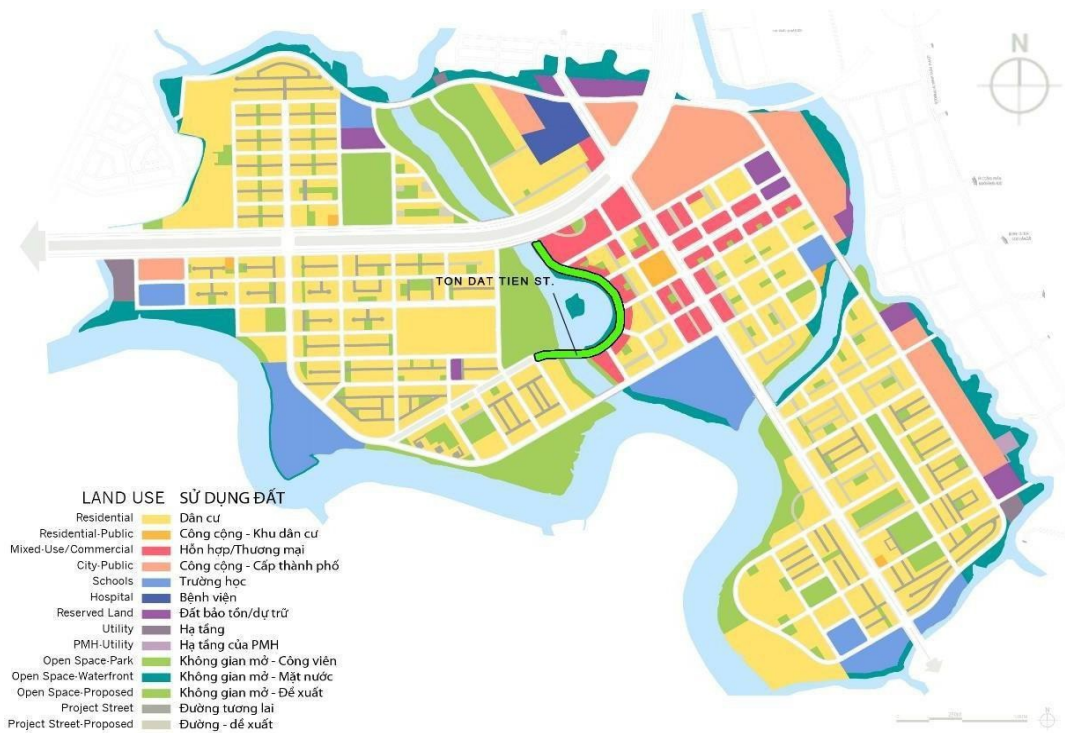 N
TON DAT TIEN ST.
LAND USE SỬ DỤNG ĐẤT
Residential Dân cư
Residential-Public Công cộng - Khu dân cư
Mixed-Use/Commercial Hỗn hợp/Thương mại
City-Public Công cộng - Cấp thành phố
Schools Trường học
Hospital Bệnh viện
Reserved Land Đất bảo tồn/dự trữ
Utility Hạ tầng
PMH-Utility Hạ tầng của PMH
Open Space-Park Không gian mở - Công viên
Open Space-Waterfront Không gian mở - Mặt nước
Open Space-Proposed Không gian mở - Đề xuất
Project Street Đường tương lai
Project Street-Proposed Đường - dề xuất